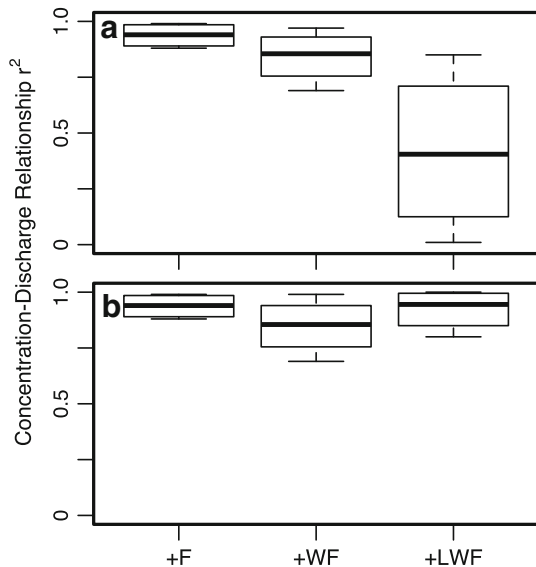 Concentration-Discharge Relationship r²
a
1.0
0.5
0
b
1.0
0.5
0
+F +WF +LWF